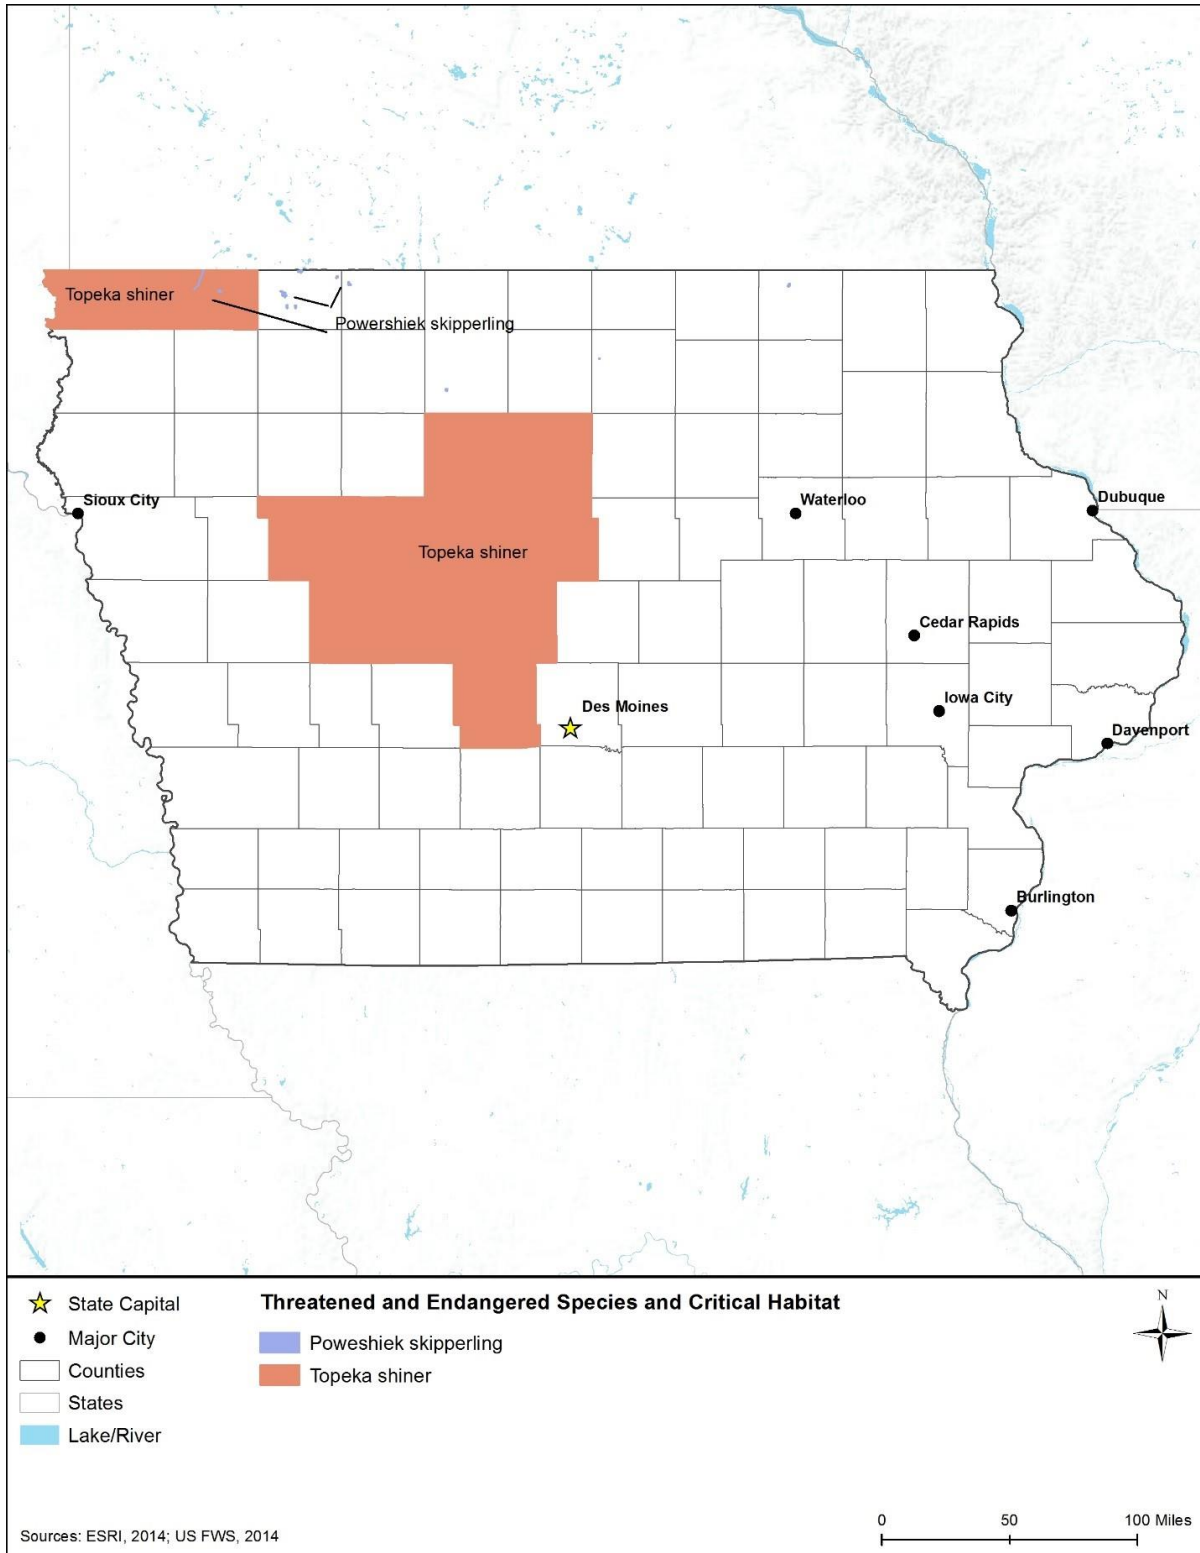 Topeka shiner
Powershiek skipperling
Sioux City
Waterloo
Dubuque
Topeka shiner
Cedar Rapids
Iowa City
Des Moines
Davenport
Burlington
State Capital
Major City
Counties
States
Lake/River
Threatened and Endangered Species and Critical Habitat
Poweshiek skipperling
Topeka shiner
N
Sources: ESRI, 2014; US FWS, 2014
0 50 100 Miles